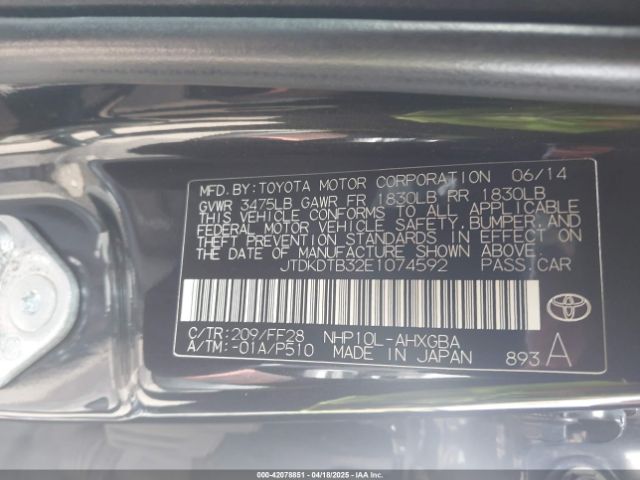 MFD. BY: TOYOTA MOTOR CORPORATION 06/14
GVWR 3475LB GAWR FR 1830LB RR 1830LB
THIS VEHICLE CONFORMS TO ALL APPLICABLE
FEDERAL MOTOR VEHICLE SAFETY, BUMPER, AND
THEFT PREVENTION STANDARDS IN EFFECT ON
THE DATE OF MANUFACTURE SHOWN ABOVE.
JTDKDTB32E1074592 PASS.CAR
C/TR: 209/FF28 NHP10L-AHXGBA
A/TM: -01A/P510 MADE IN JAPAN 893 A
000-42078851 - 04/18/2025 - IAAI.COM